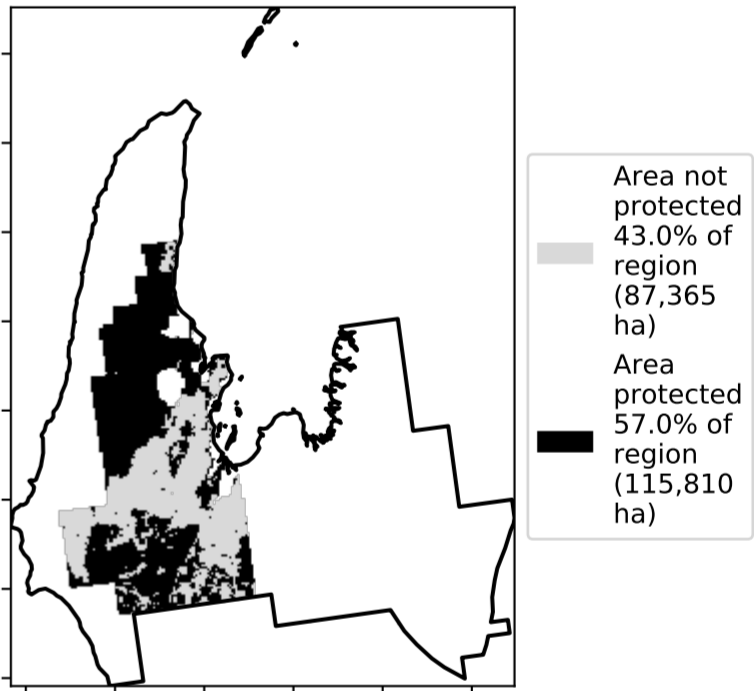 Area not
protected
43.0% of
region
(87,365
ha)
Area
protected
57.0% of
region
(115,810
ha)